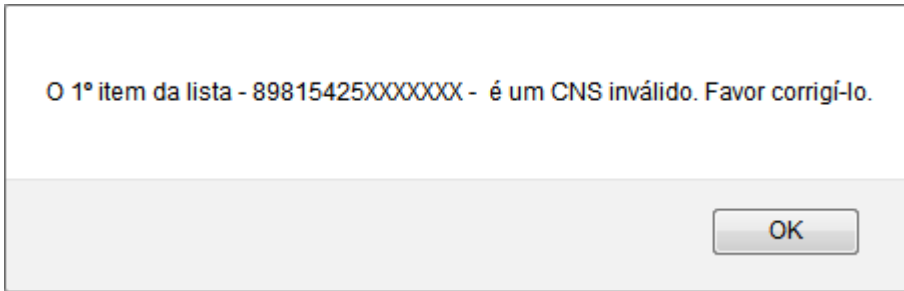 O 1º item da lista - 89815425XXXXXXX - é um CNS inválido. Favor corrigí-lo.
OK